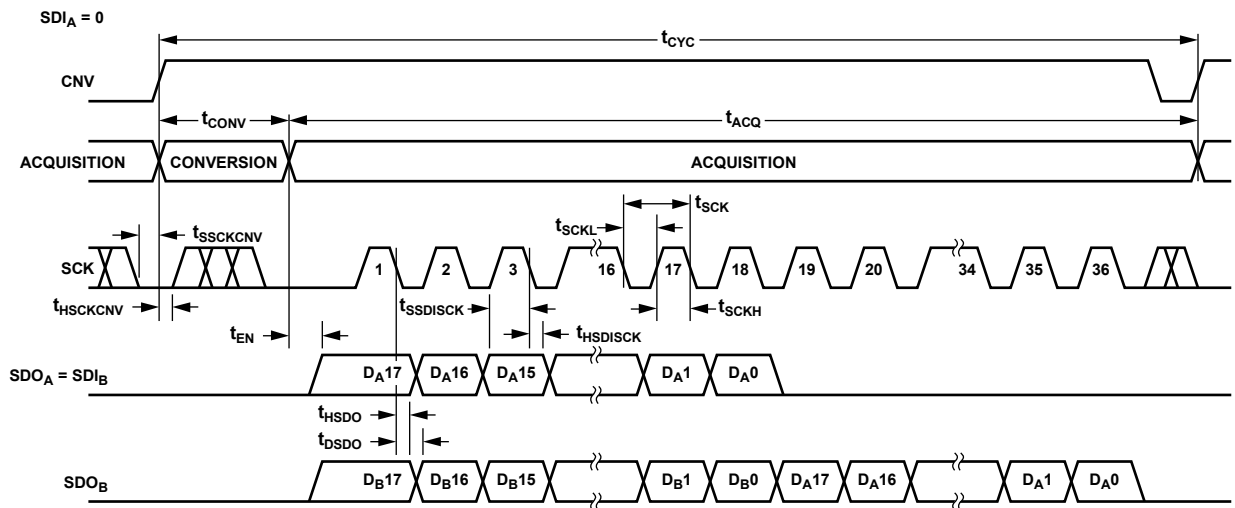 SDIA = 0
tCYC
CNV
tCONV
tACQ
ACQUISITION CONVERSION ACQUISITION
tSCK
tSCKL
tSSCKCNV
SCK 1 2 3 16 17 18 19 20 34 35 36
tHSCKCNV
tSSDISCK
tSCKH
tEN
tHSDISCK
SDOA = SDIB DA17 DA16 DA15 DA1 DA0
tHSDO
tDSDO
SDOB DB17 DB16 DB15 DB1 DB0 DA17 DA16 DA1 DA0